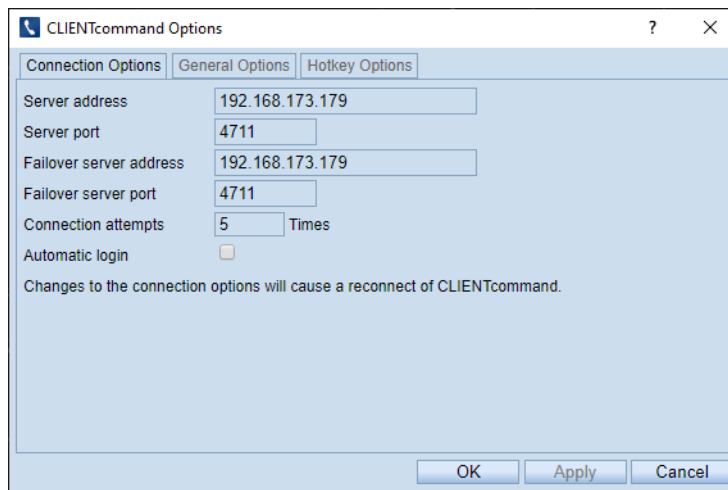 CLIENTcommand Options
Connection Options General Options Hotkey Options
Server address 192.168.173.179
Server port 4711
Failover server address 192.168.173.179
Failover server port 4711
Connection attempts 5 Times
Automatic login
Changes to the connection options will cause a reconnect of CLIENTcommand.
OK Apply Cancel